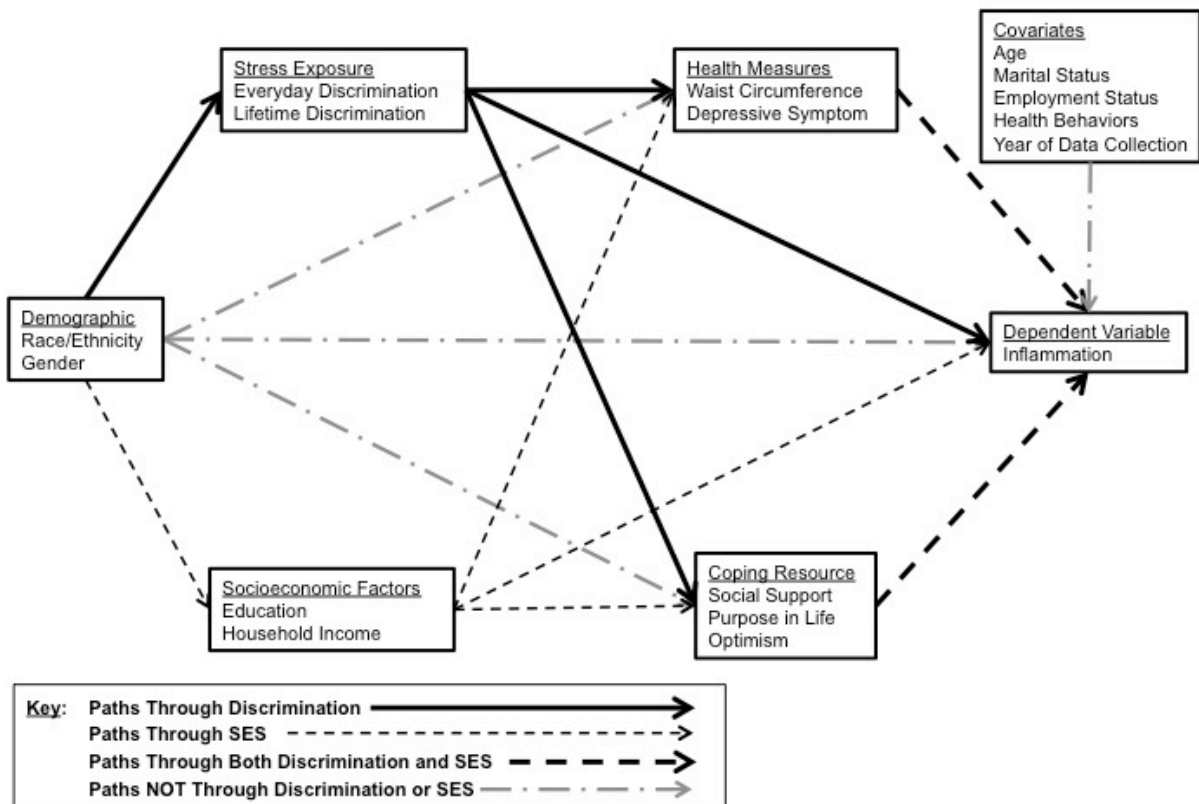 Stress Exposure
Everyday Discrimination
Lifetime Discrimination
Health Measures
Waist Circumference
Depressive Symptom
Covariates
Age
Marital Status
Employment Status
Health Behaviors
Year of Data Collection
Demographic
Race/Ethnicity
Gender
Dependent Variable
Inflammation
Socioeconomic Factors
Education
Household Income
Coping Resource
Social Support
Purpose in Life
Optimism
Key: Paths Through Discrimination
Paths Through SES
Paths Through Both Discrimination and SES
Paths NOT Through Discrimination or SES